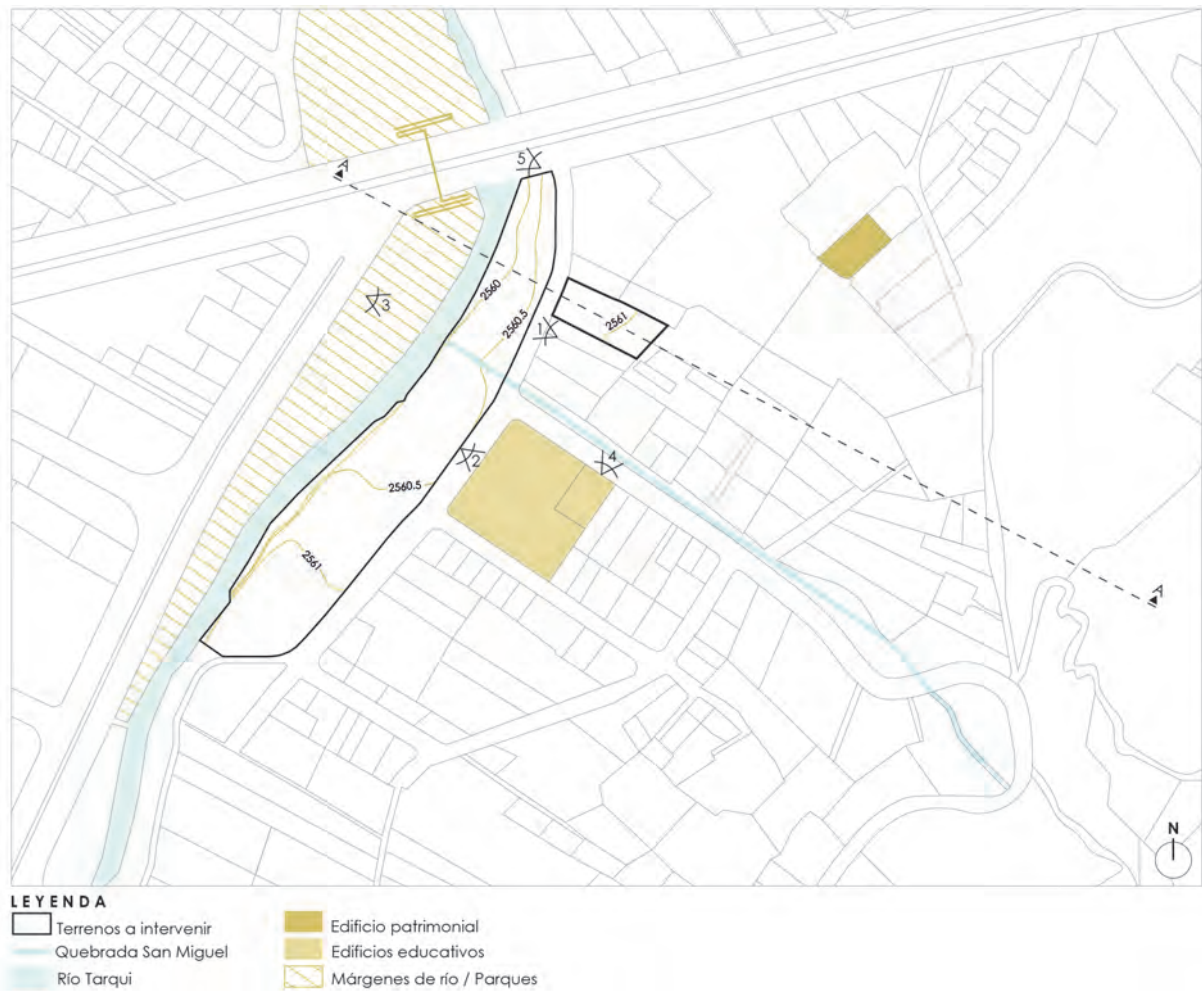 A
5
3
2560
2560.5
1
2561
2
4
2560.5
2561
A
N
LEYENDA
Terrenos a intervenir
Quebrada San Miguel
Río Tarqui
Edificio patrimonial
Edificios educativos
Márgenes de río / Parques